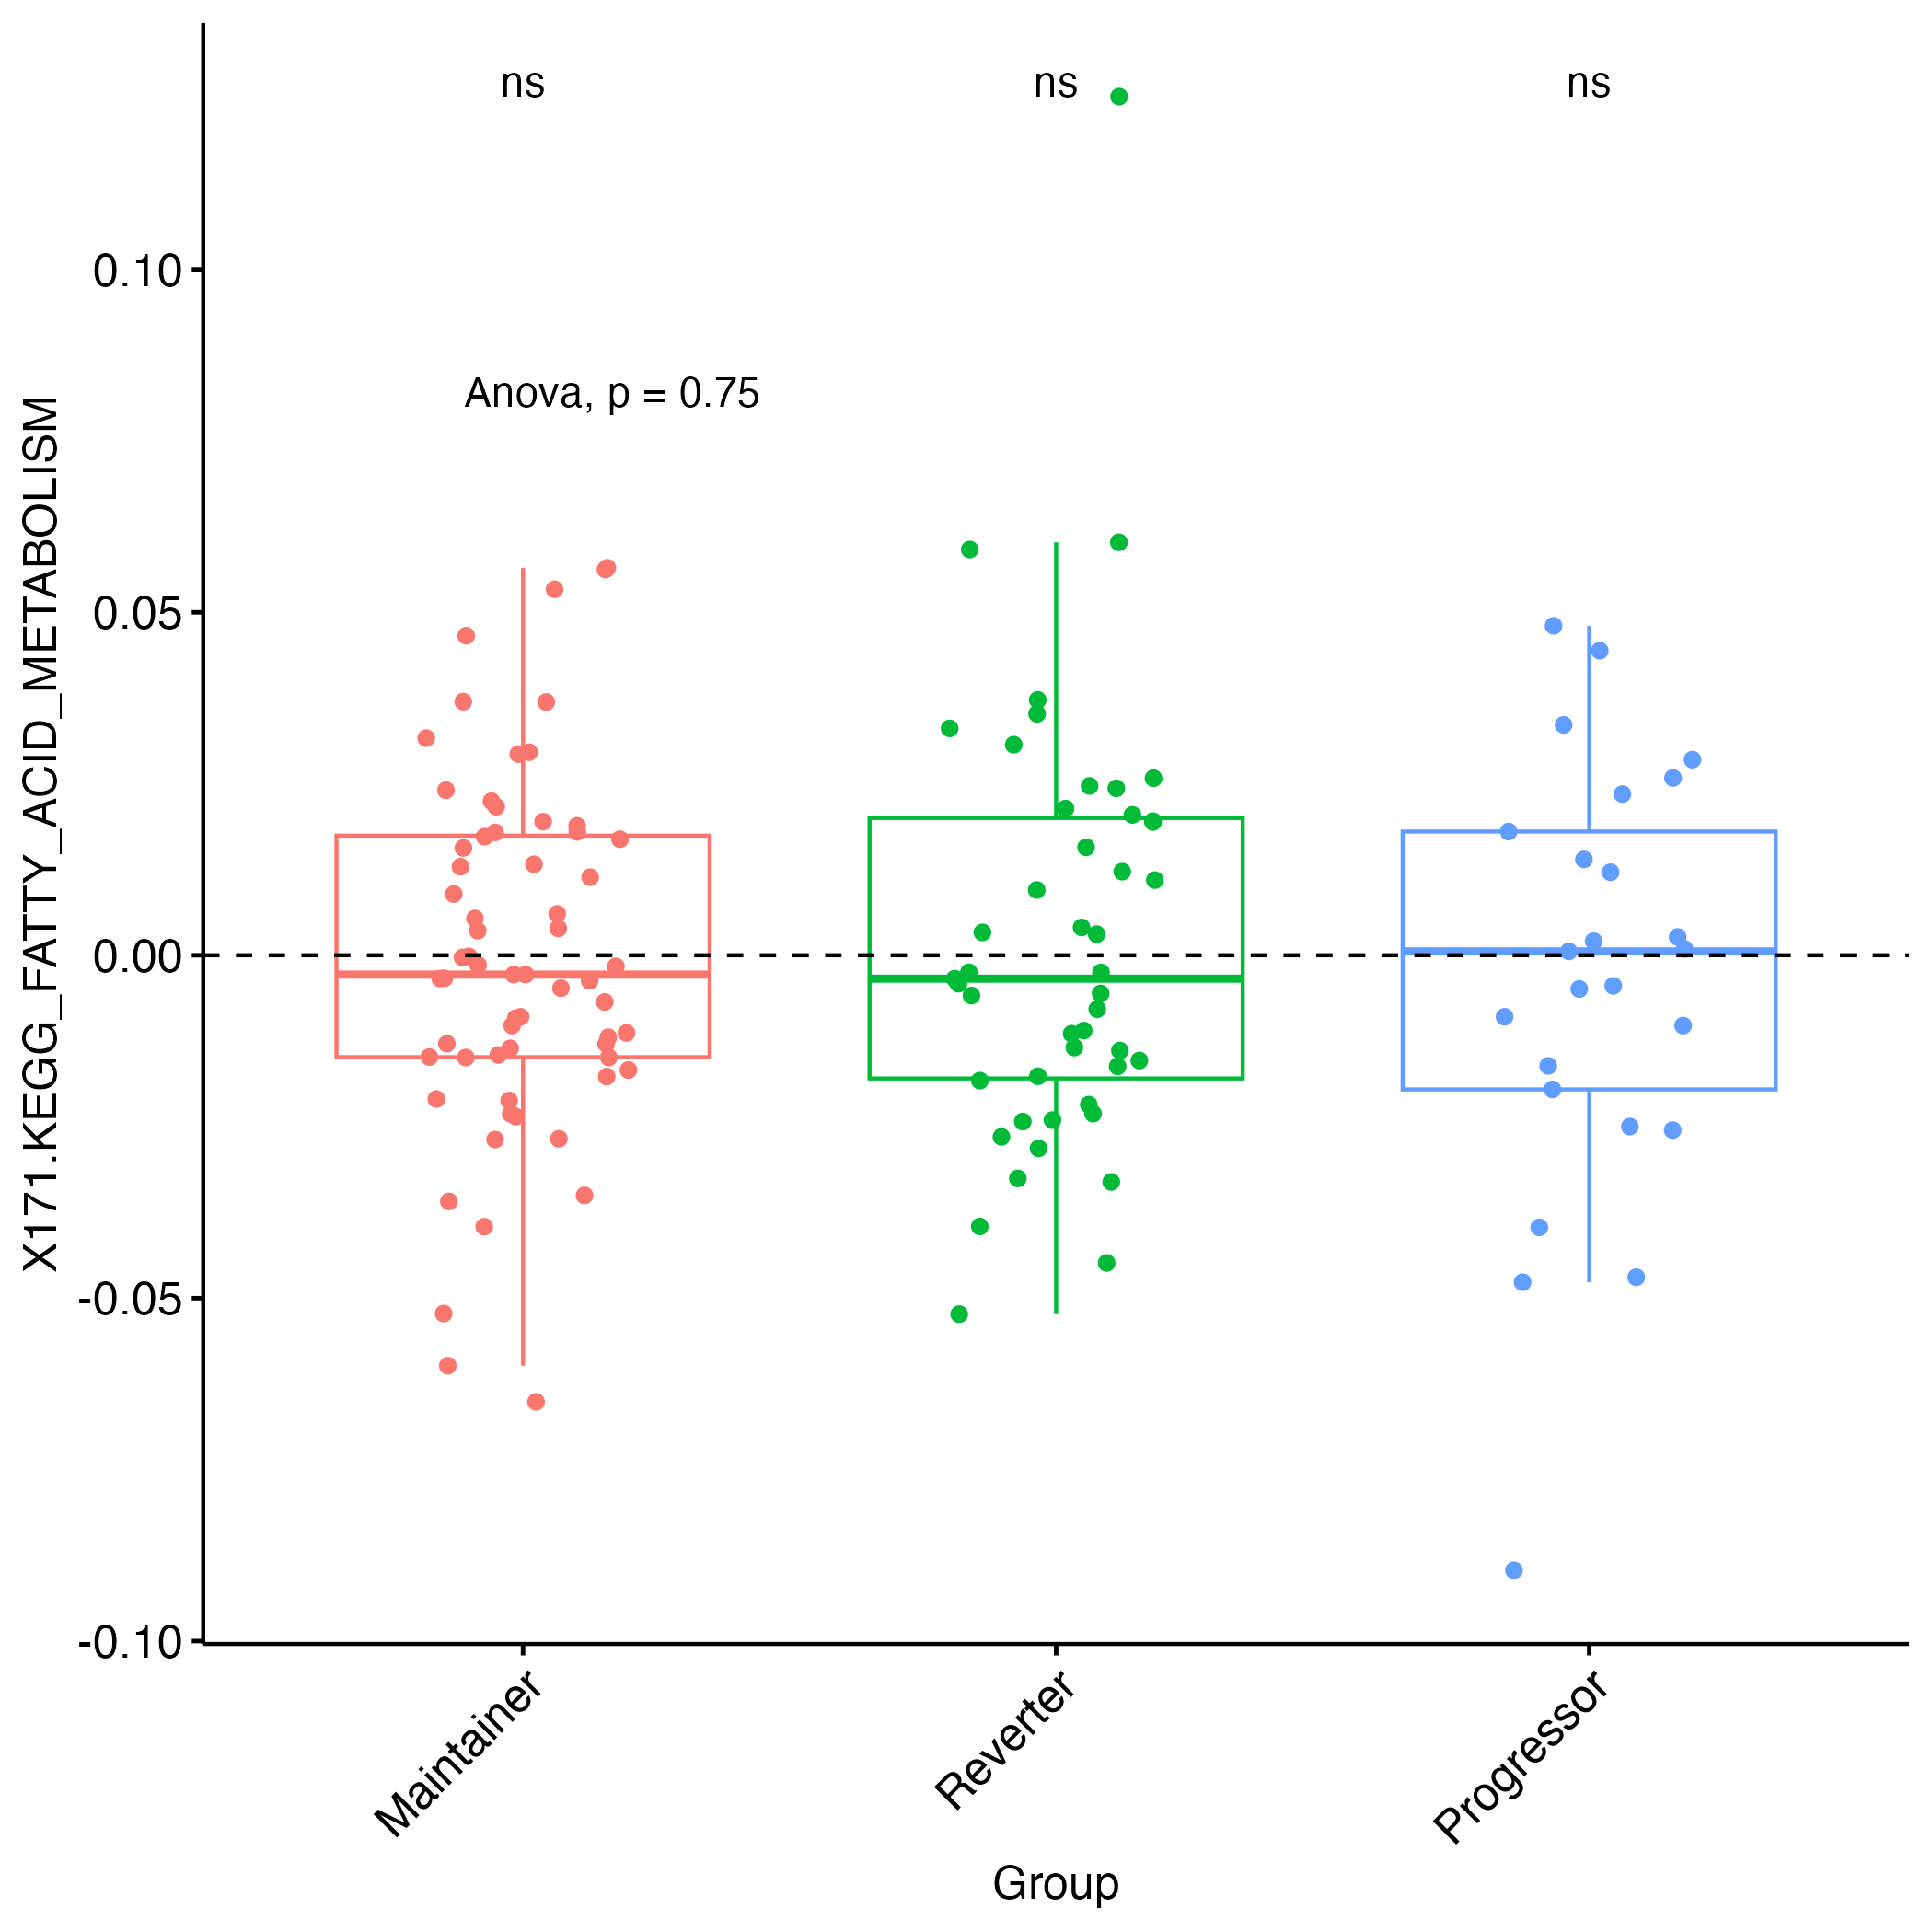 ns ns ns
0.10
Anova, p = 0.75
0.05
X171.KEGG_FATTY_ACID_METABOLISM
0.00
-0.05
-0.10
Maintainer Reverter Progressor
Group